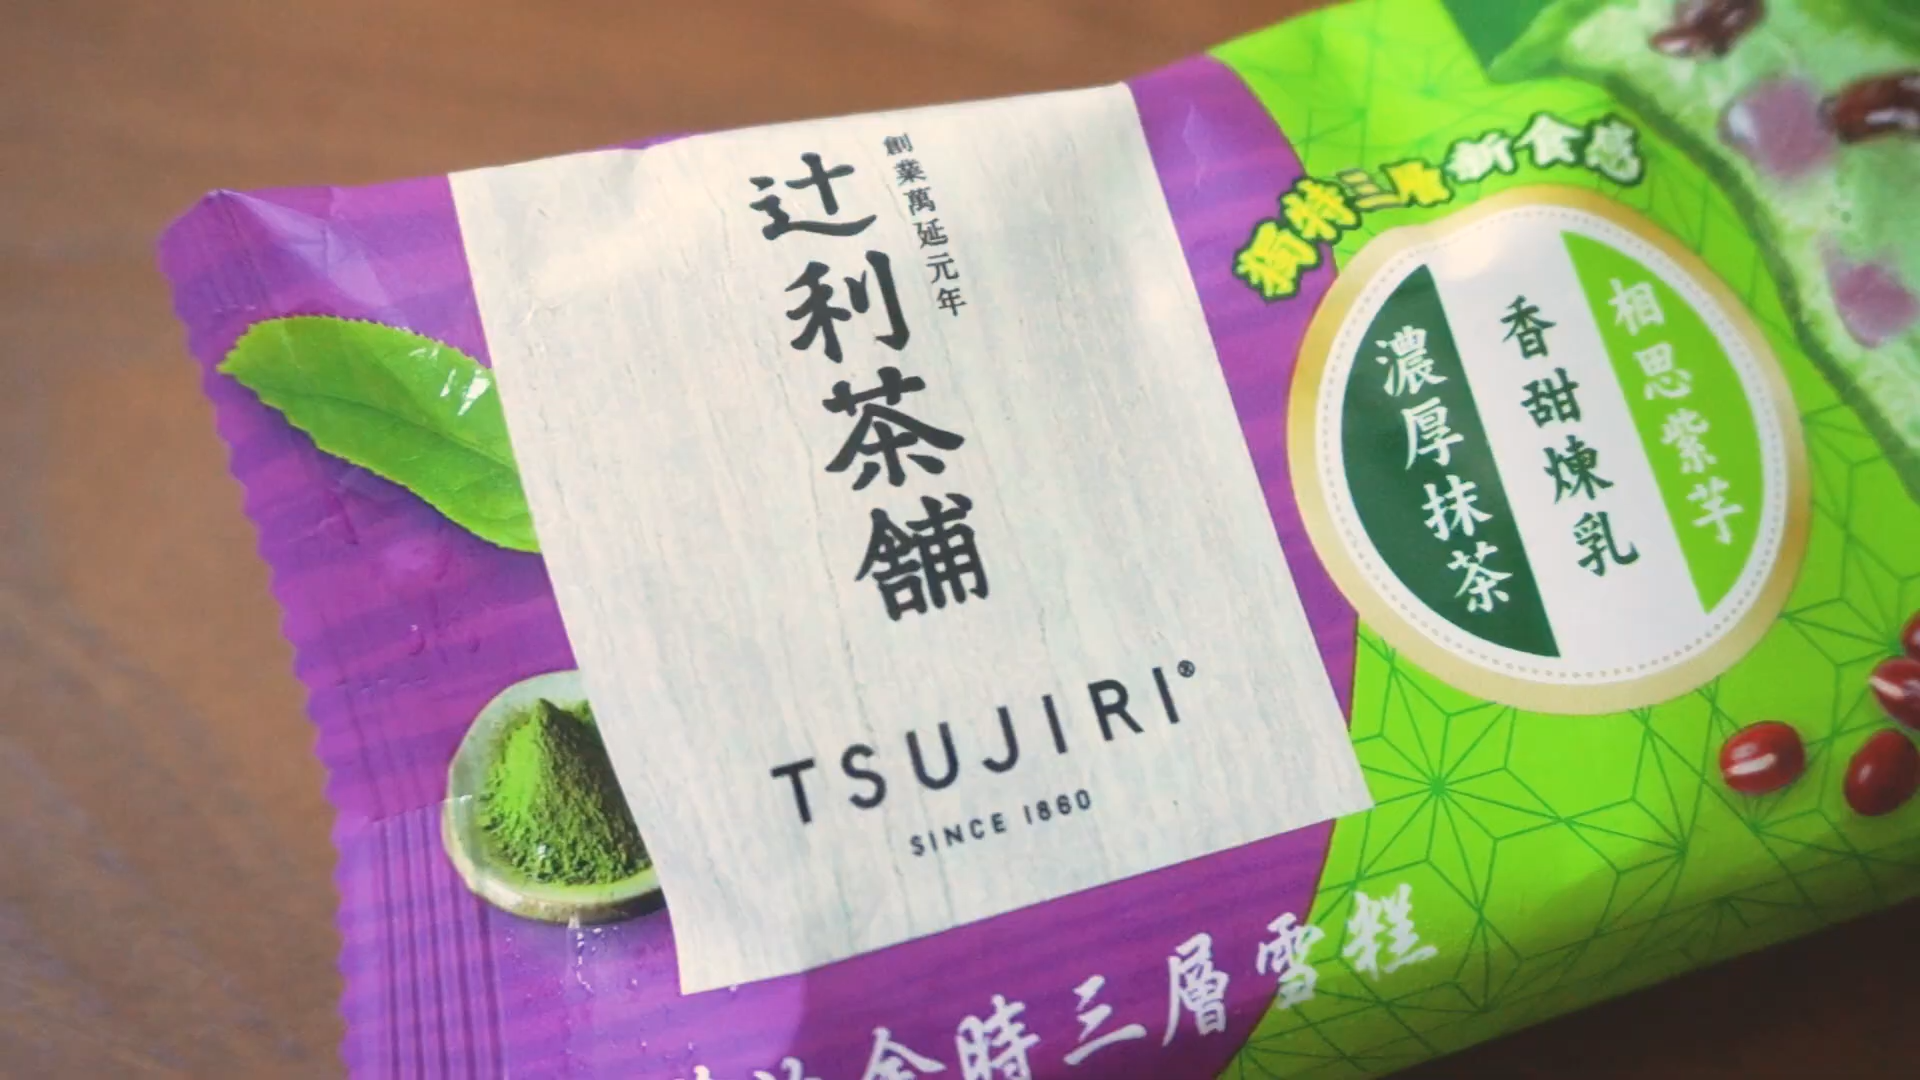 創業萬延元年
辻利茶舗
TSUJIRI®
SINCE 1860
獨特三層新食感
濃厚抹茶
香甜煉乳
相思紫芋
金時三層雪糕